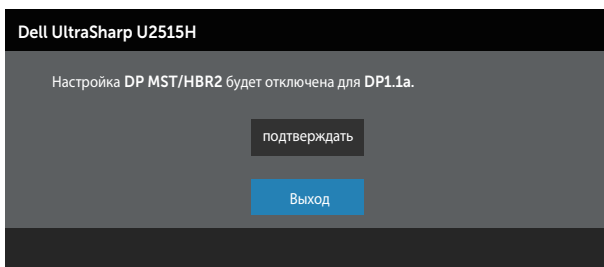 Dell UltraSharp U2515H
Настройка DP MST/HBR2 будет отключена для DP1.1a.
подтверждать
Выход